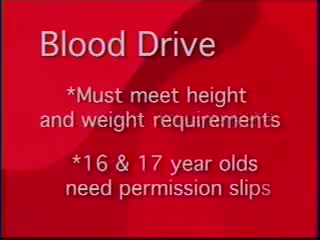 Blood Drive
*Must meet height
and weight requirements
*16 & 17 year olds
need permission slips